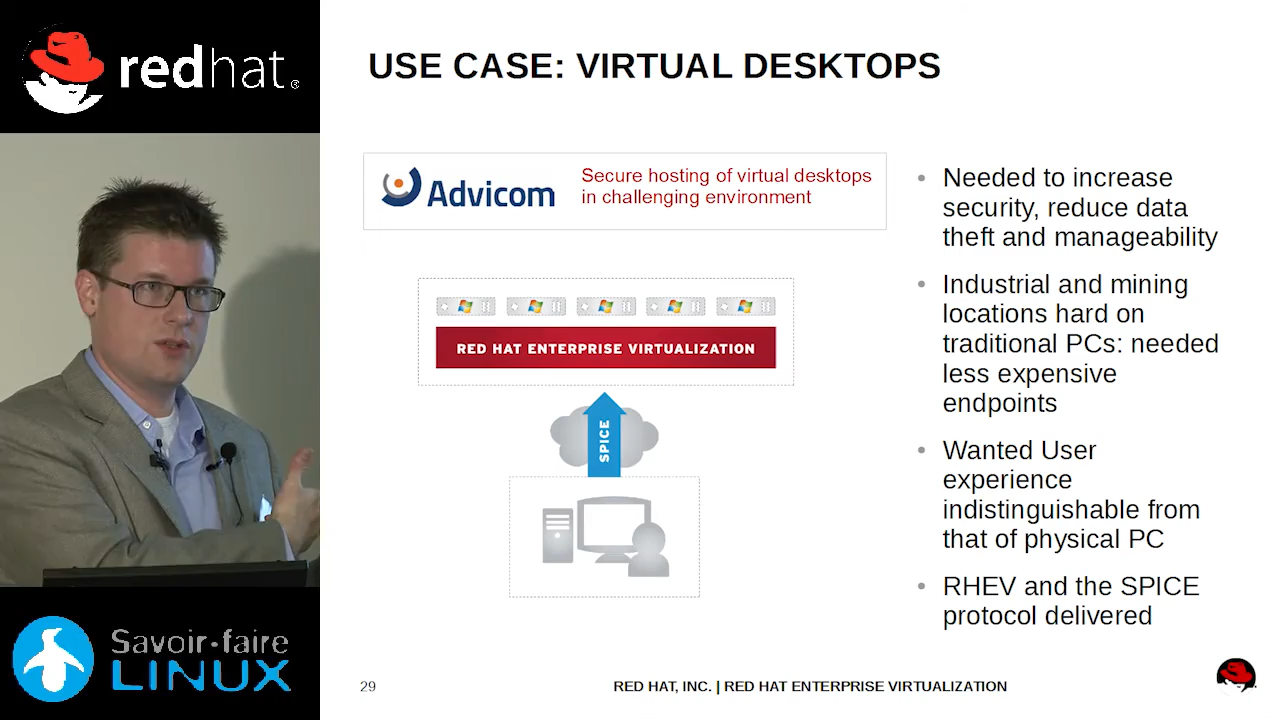 redhat®
USE CASE: VIRTUAL DESKTOPS
Advicom
Secure hosting of virtual desktops
in challenging environment
RED HAT ENTERPRISE VIRTUALIZATION
SPICE
• Needed to increase
security, reduce data
theft and manageability
• Industrial and mining
locations hard on
traditional PCs: needed
less expensive
endpoints
• Wanted User
experience
indistinguishable from
that of physical PC
• RHEV and the SPICE
protocol delivered
Savoir-faire
LINUX
29
RED HAT, INC. | RED HAT ENTERPRISE VIRTUALIZATION